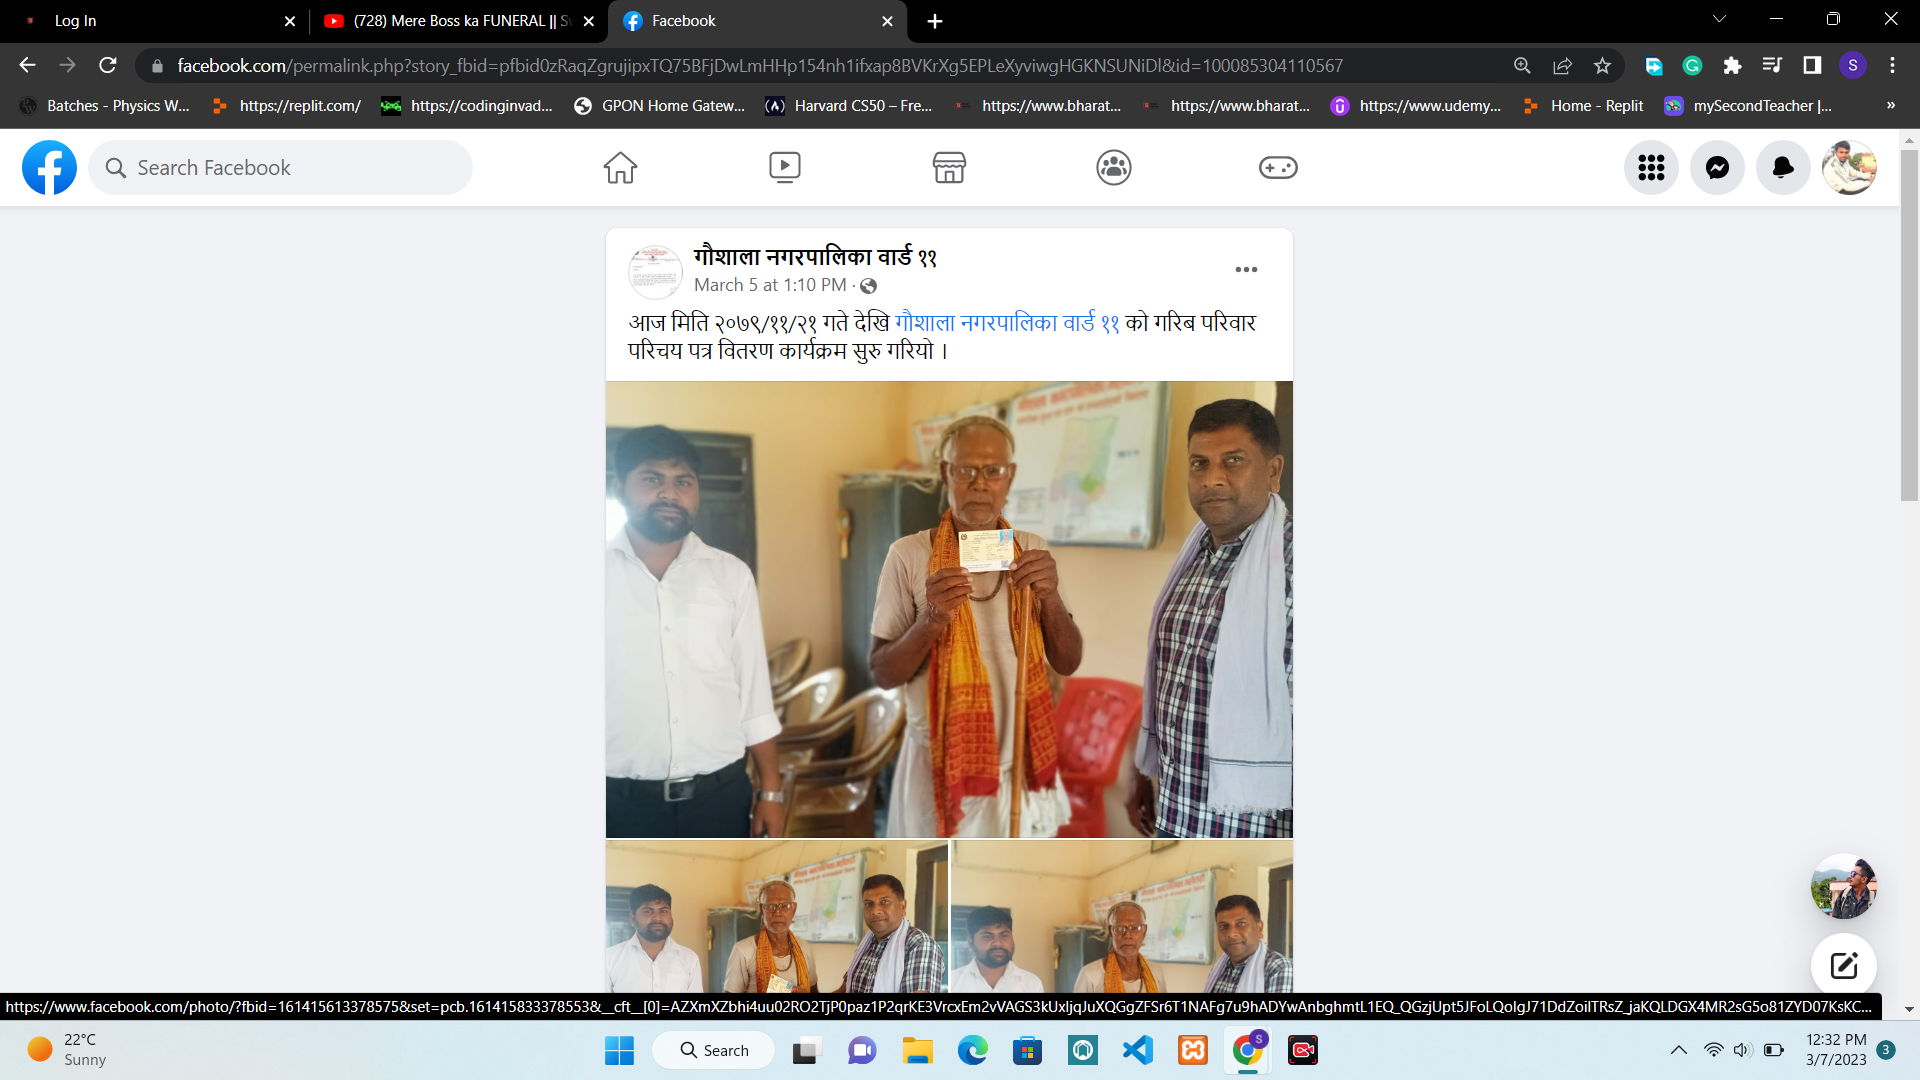 Log In
(728) Mere Boss ka FUNERAL || S
Facebook
facebook.com/permalink.php?story_fbid=pfbid0zRaqZgrujipxTQ75BFjDwLmHHp154nh1ifxap8BVKrXg5EPLeXyviwgHGKNSUNiDl&id=100085304110567
S
Batches - Physics W...
https://replit.com/
https://codinginvad...
GPON Home Gatew...
Harvard CS50 – Fre...
https://www.bharat...
https://www.bharat...
https://www.udemy...
Home - Replit
mySecondTeacher |...
»
Search Facebook
गौशाला नगरपालिका वार्ड ११
March 5 at 1:10 PM ·
आज मिति २०७९/११/२१ गते देखि गौशाला नगरपालिका वार्ड ११ को गरिब परिवार
परिचय पत्र वितरण कार्यक्रम सुरु गरियो ।
https://www.facebook.com/photo/?fbid=161415613378575&set=pcb.161415833378553&__cft__[0]=AZXmXZbhi4uu02RO2TjP0paz1P2qrKE3VrcxEm2vVAGS3kUxljqJuXQGgZFSr6T1NAFg7u9hADYwAnbghmtL1EQ_QGzjUpt5JFoLQoIgJ71DdZoilTRsZ_jaKQLDGX4MR2sG5o81ZYD07KsKC...
22°C
Sunny
Search
S
12:32 PM
3/7/2023
3